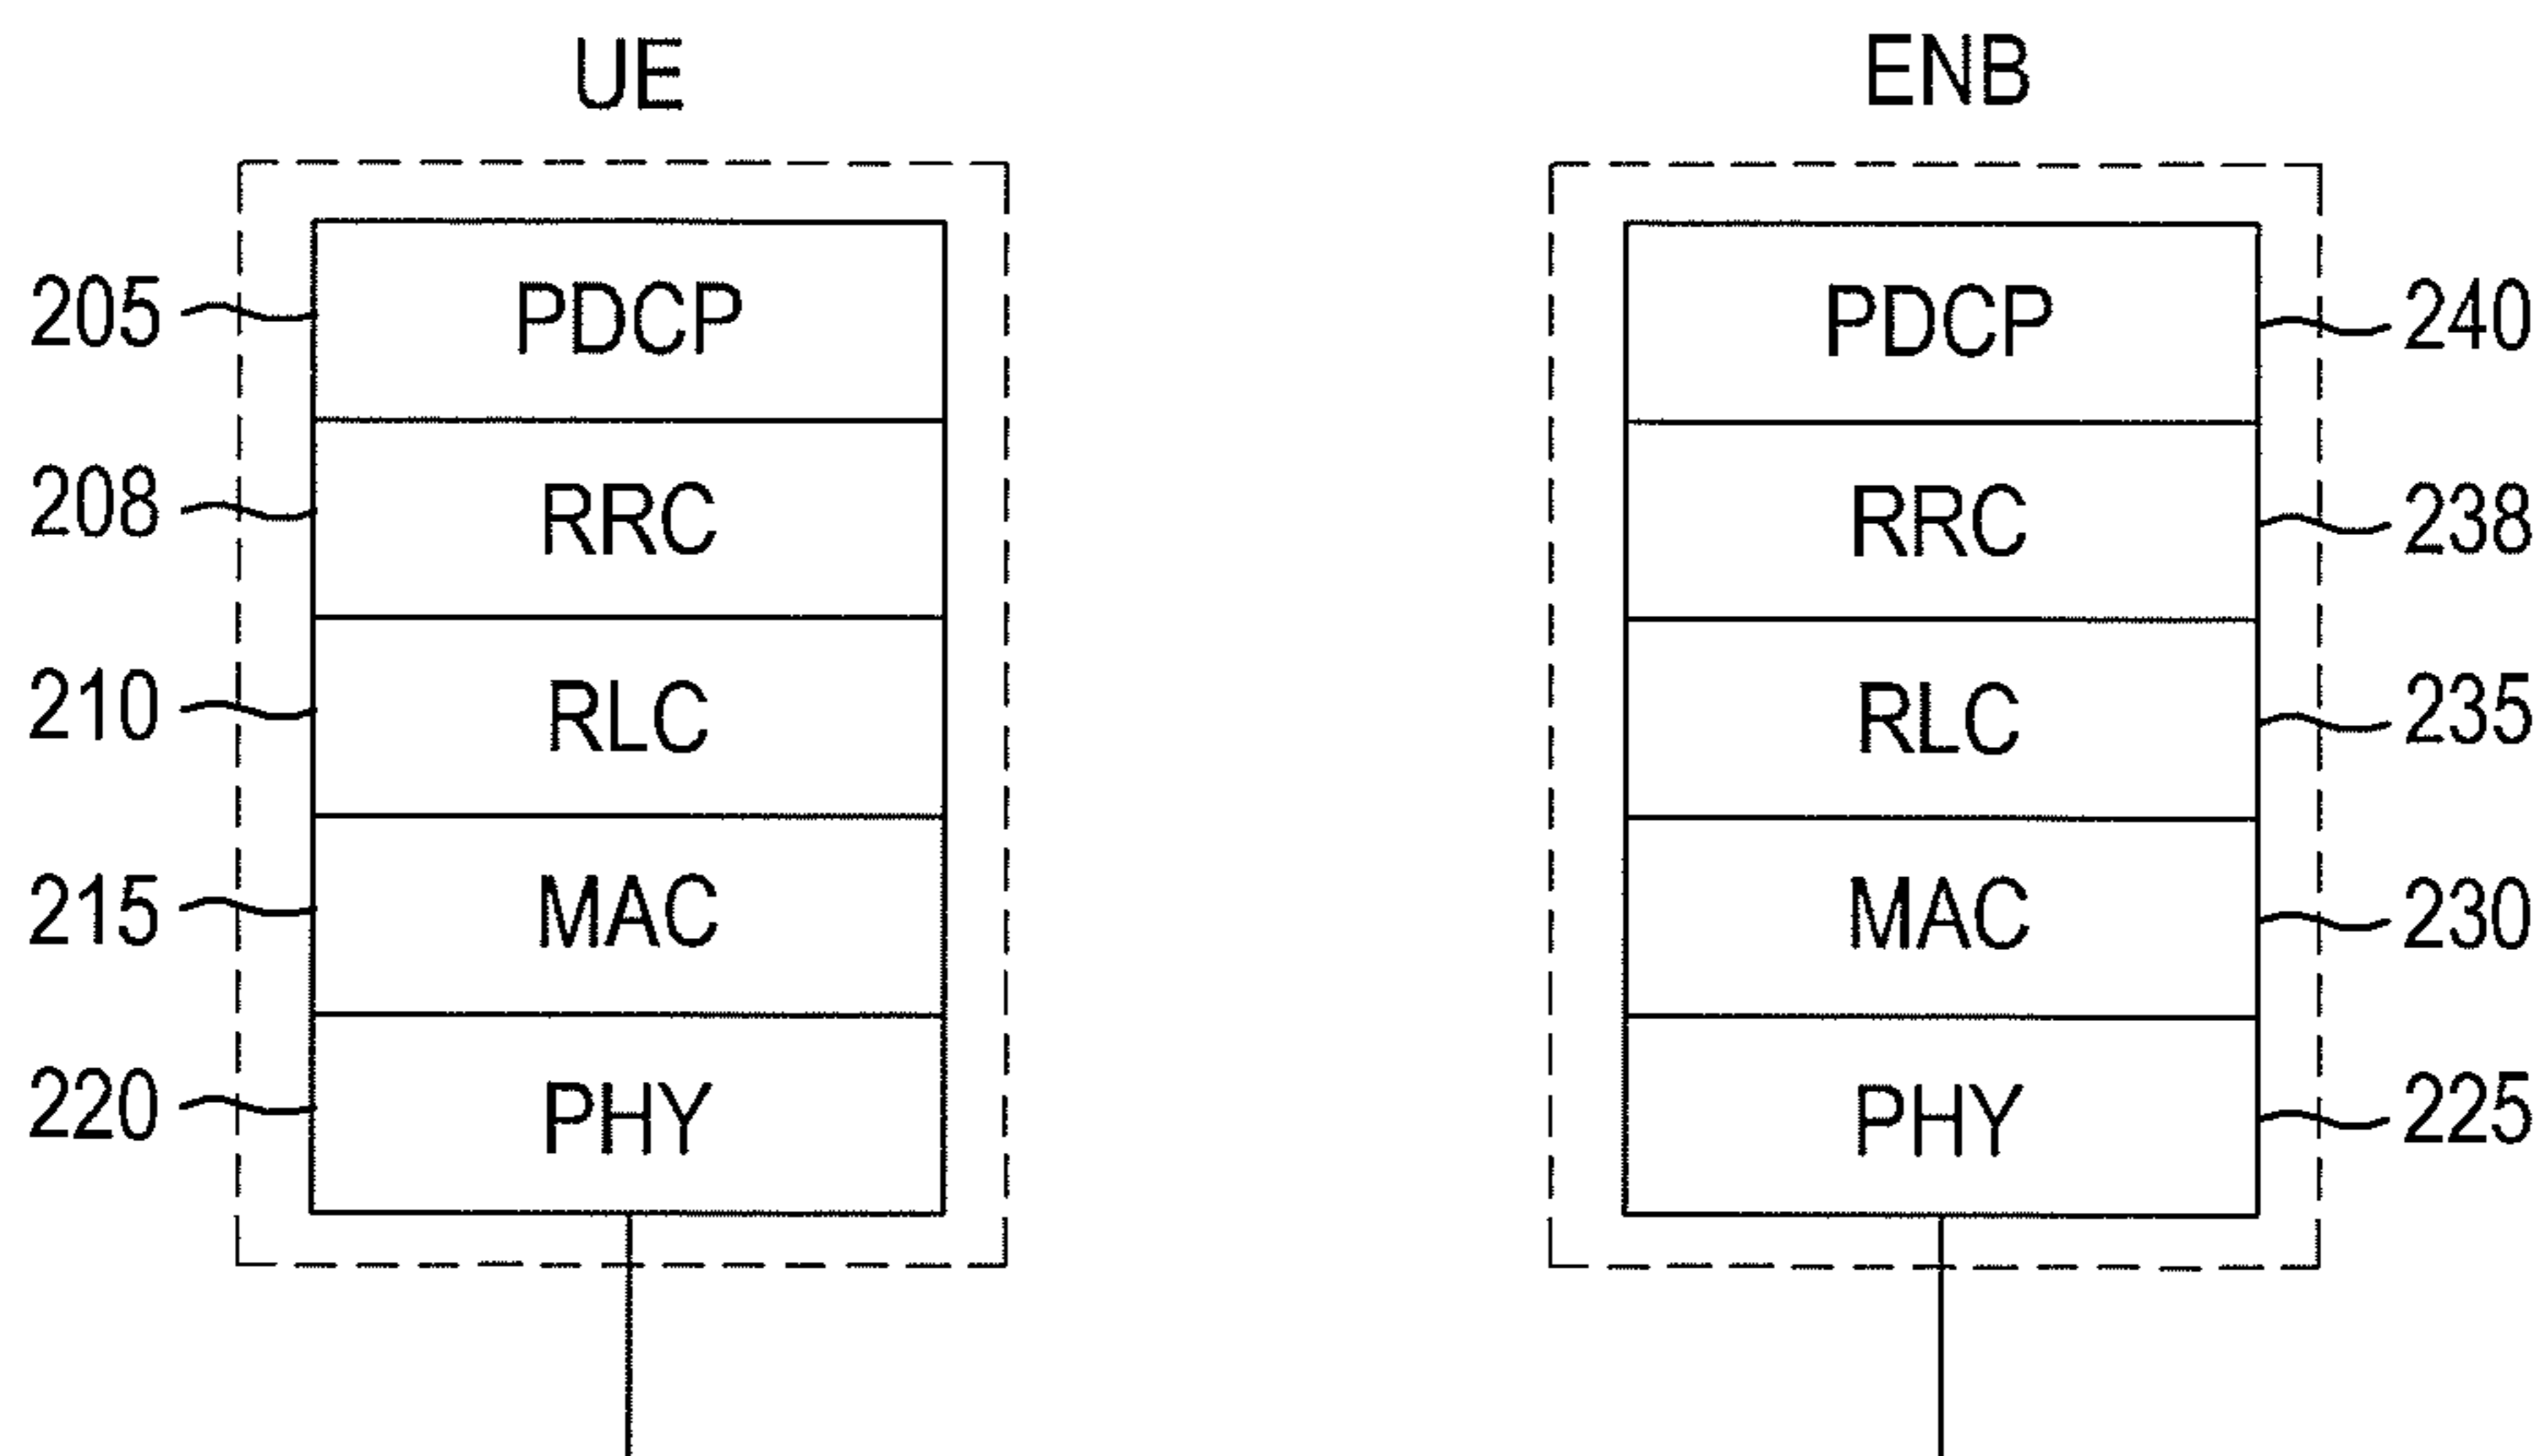 UE ENB
205 PDCP PDCP 240
208 RRC RRC 238
210 RLC RLC 235
215 MAC MAC 230
220 PHY PHY 225